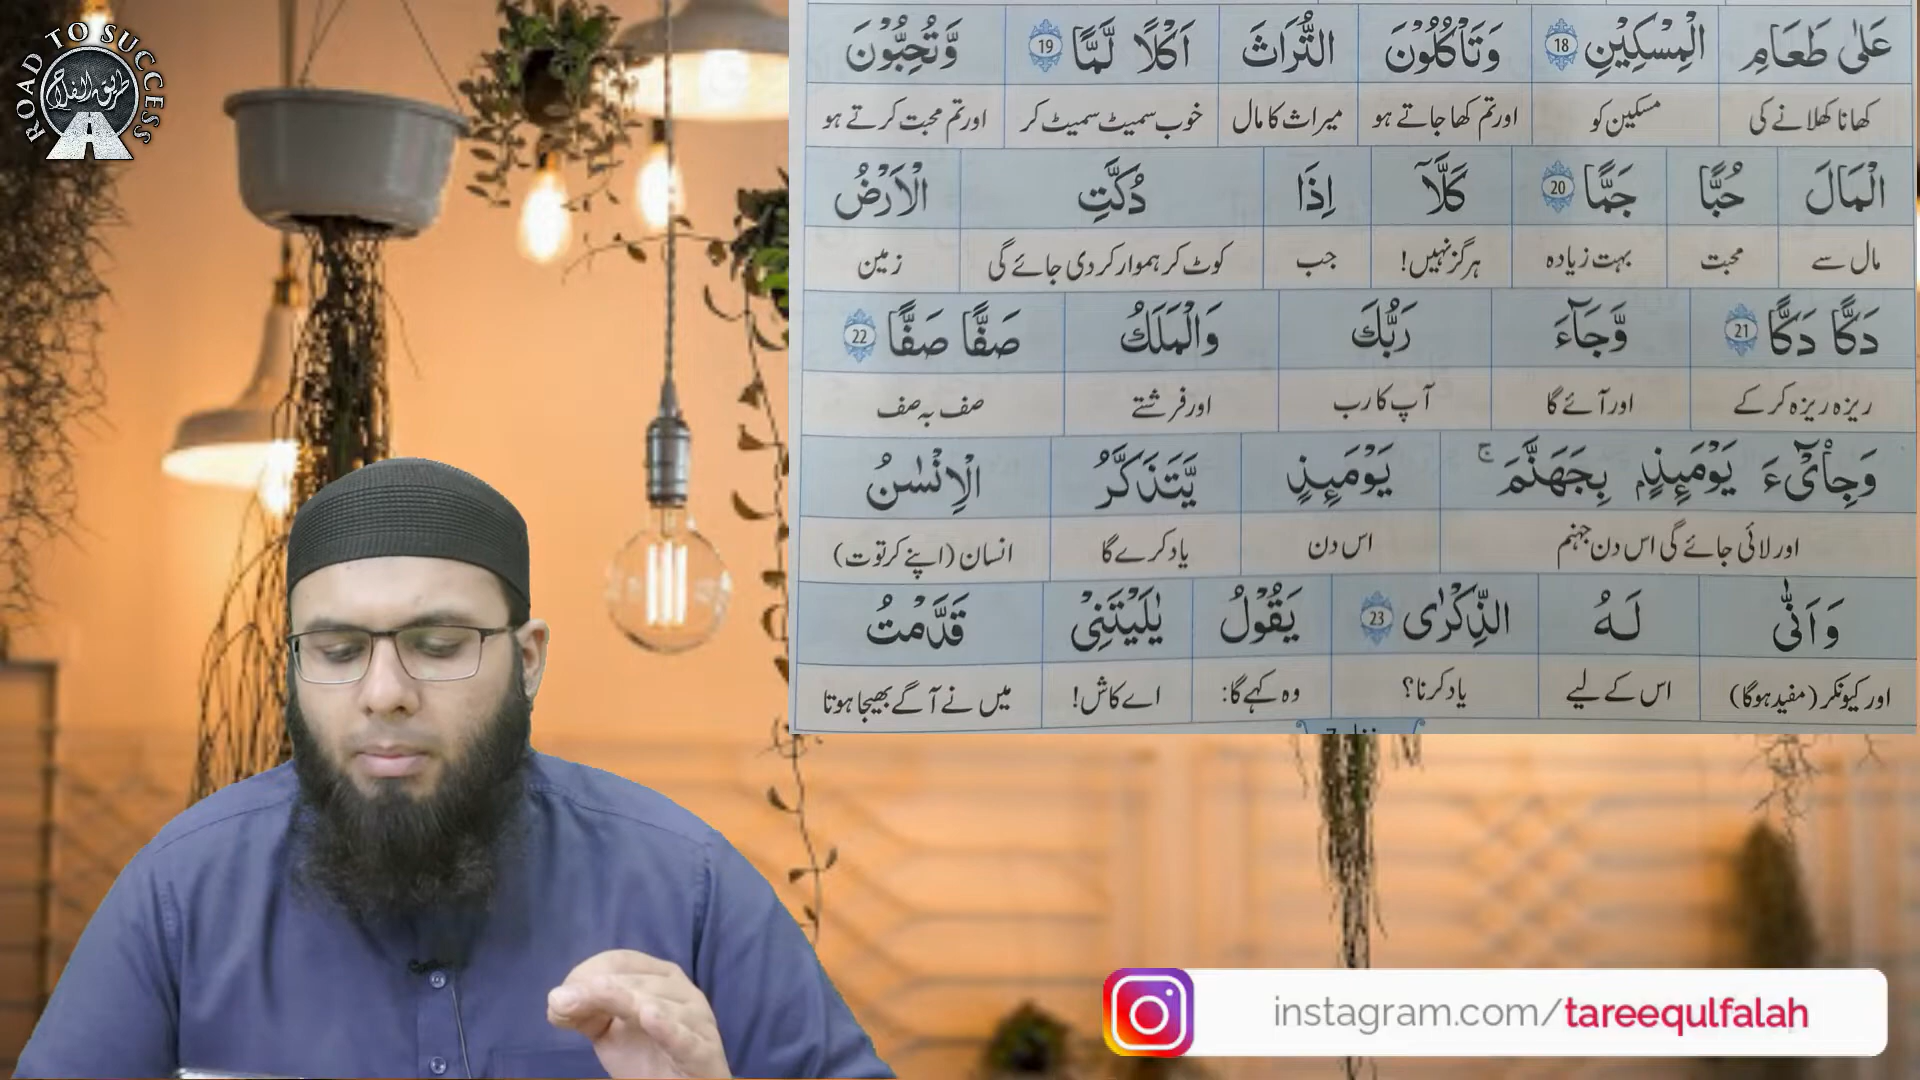 ROAD TO SUCCESS
طريق الفلاح
عَلٰى طَعَامِ الْمِسْكِيْنِ 18 وَتَاْكُلُوْنَ التُّرَاثَ اَكْلًا لَّمًّا 19 وَّتُحِبُّوْنَ
کھانا کھلانے کی مسکین کو اور تم کھا جاتے ہو میراث کا مال خوب سمیٹ سمیٹ کر اور تم محبت کرتے ہو
الْمَالَ حُبًّا جَمًّا 20 كَلَّآ اِذَا دُكَّتِ الْاَرْضُ
مال سے محبت بہت زیادہ ہرگز نہیں! جب کوٹ کر ہموار کر دی جائے گی زمین
دَكًّا دَكًّا 21 وَّجَآءَ رَبُّكَ وَالْمَلَكُ صَفًّا صَفًّا 22
ریزہ ریزہ کر کے اور آئے گا آپ کا رب اور فرشتے صف بہ صف
وَجِاْيْٓءَ يَوْمَىِٕذٍۭ بِجَهَنَّمَ ۚ يَوْمَىِٕذٍ يَّتَذَكَّرُ الْاِنْسٰنُ
اور لائی جائے گی اس دن جہنم اس دن یاد کرے گا انسان (اپنے کرتوت)
وَاَنّٰى لَهُ الذِّكْرٰى 23 يَقُوْلُ يٰلَيْتَنِيْ قَدَّمْتُ
اور کیونکر (مفید ہوگا) اس کے لیے یاد کرنا؟ وہ کہے گا: اے کاش! میں نے آگے بھیجا ہوتا
instagram.com/tareequlfalah